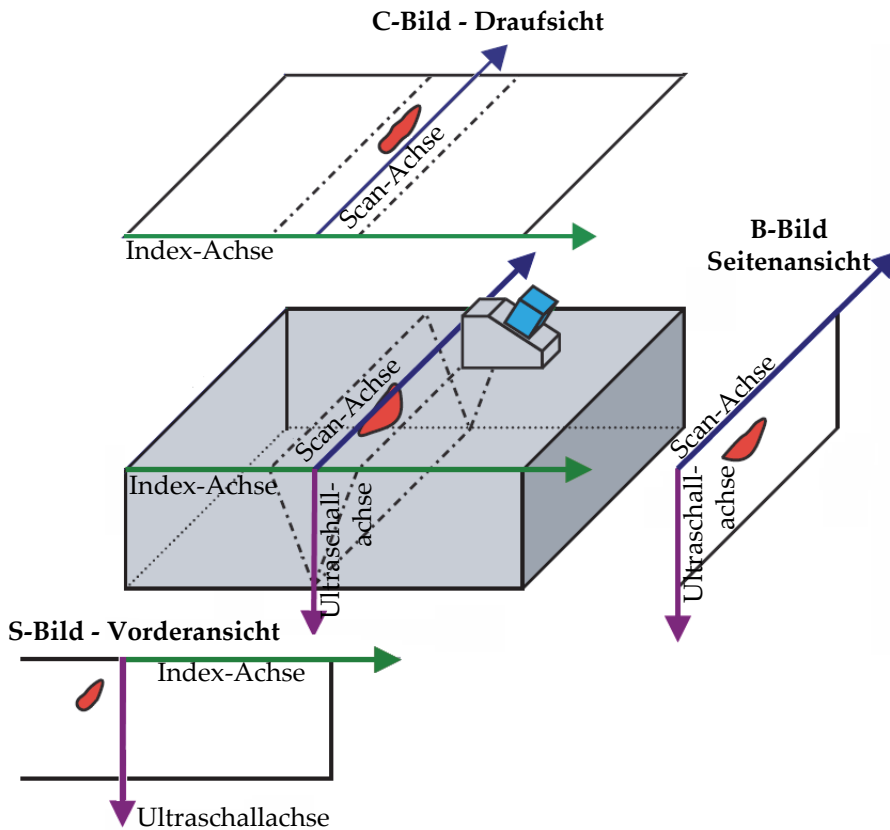 C-Bild - Draufsicht
Scan-Achse
Index-Achse
B-Bild
Seitenansicht
Scan-Achse
Ultraschall-
achse
Scan-Achse
Index-Achse
Ultraschall-
achse
S-Bild - Vorderansicht
Index-Achse
Ultraschallachse